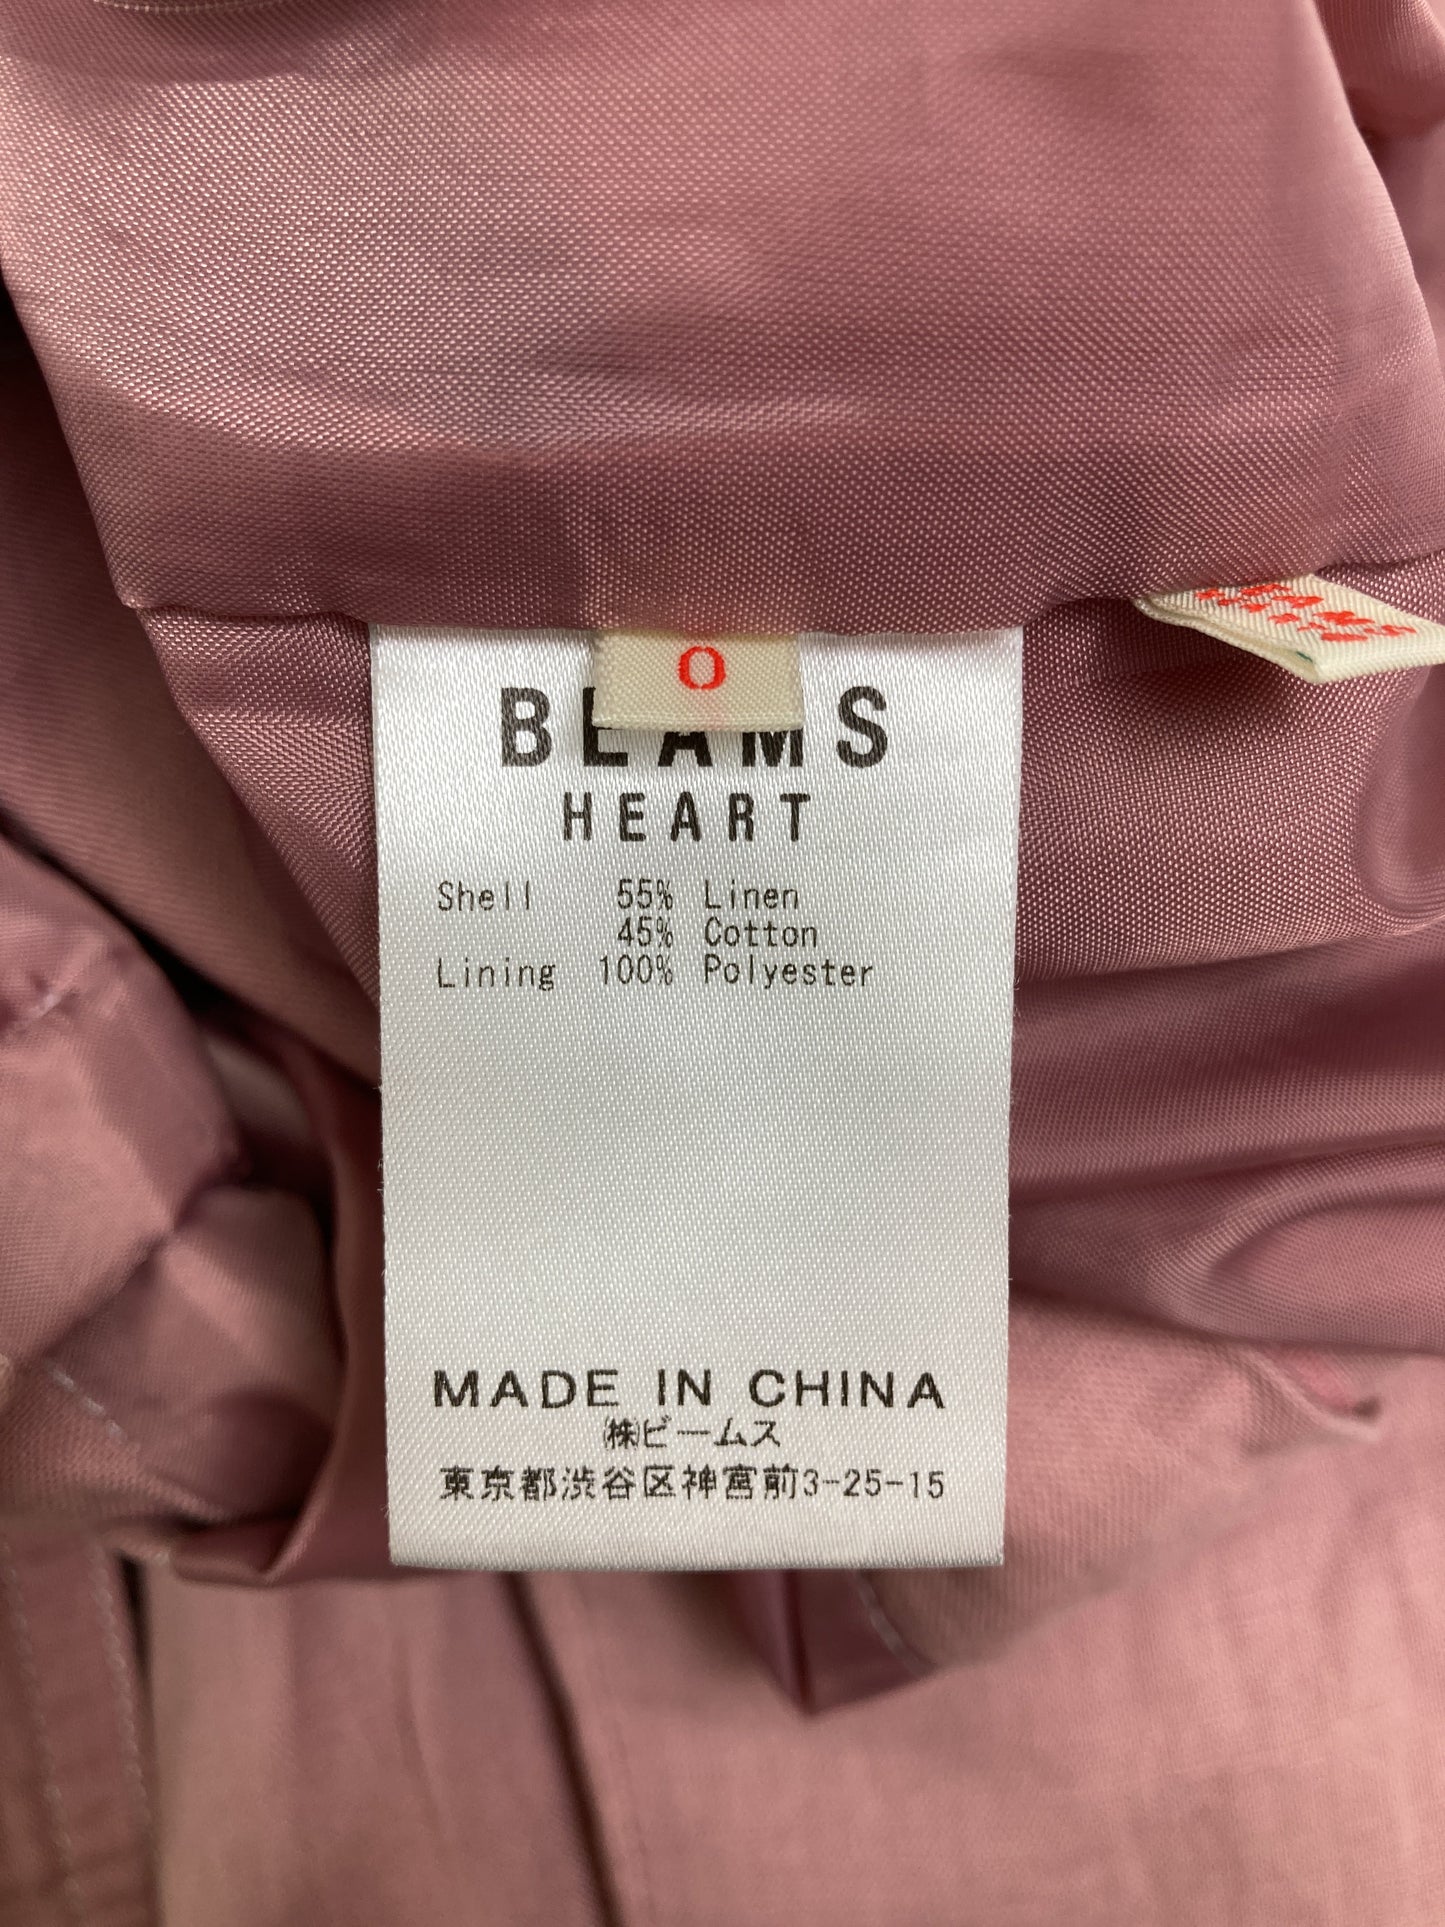 O
BEAMS
BEAMS
HEART
Shell 55% Linen
45% Cotton
Lining 100% Polyester
MADE IN CHINA
㈱ビームス
東京都渋谷区神宮前3-25-15